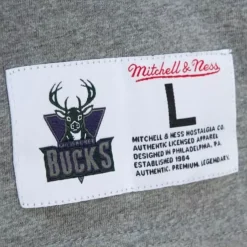 Mitchell & Ness
MILWAUKEE
BUCKS
L
MITCHELL & NESS NOSTALGIA CO.
AUTHENTIC LICENSED APPAREL
DESIGNED IN PHILADELPHIA, PA.
ESTABLISHED 1904
AUTHENTIC. PREMIUM. LEGENDARY.